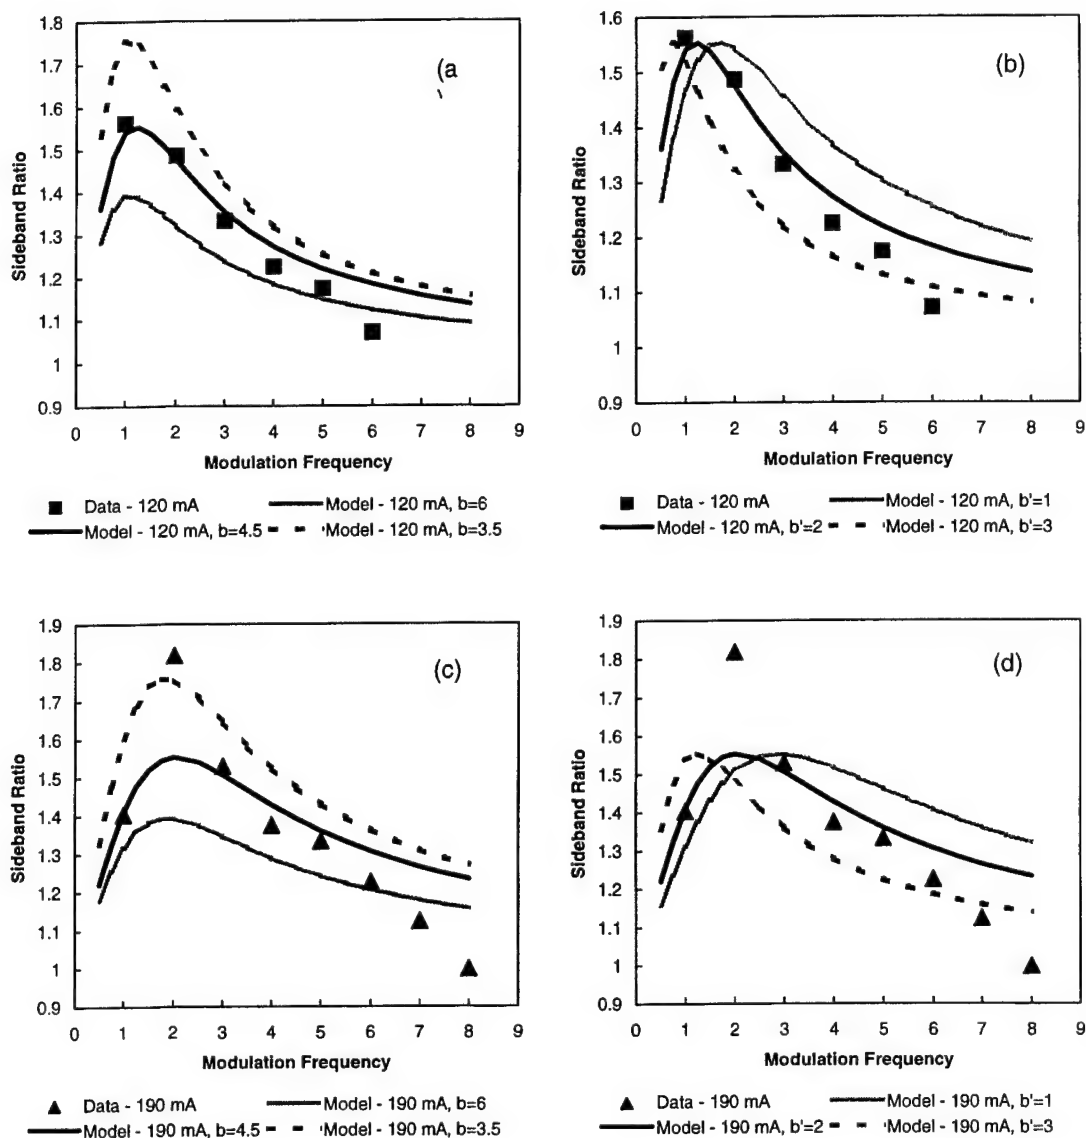 1.8
1.7
1.6
1.5
1.4
1.3
1.2
1.1
1
0.9
Sideband Ratio
(a
0 1 2 3 4 5 6 7 8 9
Modulation Frequency
Data - 120 mA Model - 120 mA, b=6
Model - 120 mA, b=4.5 Model - 120 mA, b=3.5
1.6
1.5
1.4
1.3
1.2
1.1
1
0.9
Sideband Ratio
(b)
0 1 2 3 4 5 6 7 8 9
Modulation Frequency
Data - 120 mA Model - 120 mA, b'=1
Model - 120 mA, b'=2 Model - 120 mA, b'=3
1.9
1.8
1.7
1.6
1.5
1.4
1.3
1.2
1.1
1
0.9
Sideband Ratio
(c)
0 1 2 3 4 5 6 7 8 9
Modulation Frequency
Data - 190 mA Model - 190 mA, b=6
Model - 190 mA, b=4.5 Model - 190 mA, b=3.5
1.9
1.8
1.7
1.6
1.5
1.4
1.3
1.2
1.1
1
0.9
Sideband Ratio
(d)
0 1 2 3 4 5 6 7 8 9
Modulation Frequency
Data - 190 mA Model - 190 mA, b'=1
Model - 190 mA, b'=2 Model - 190 mA, b'=3